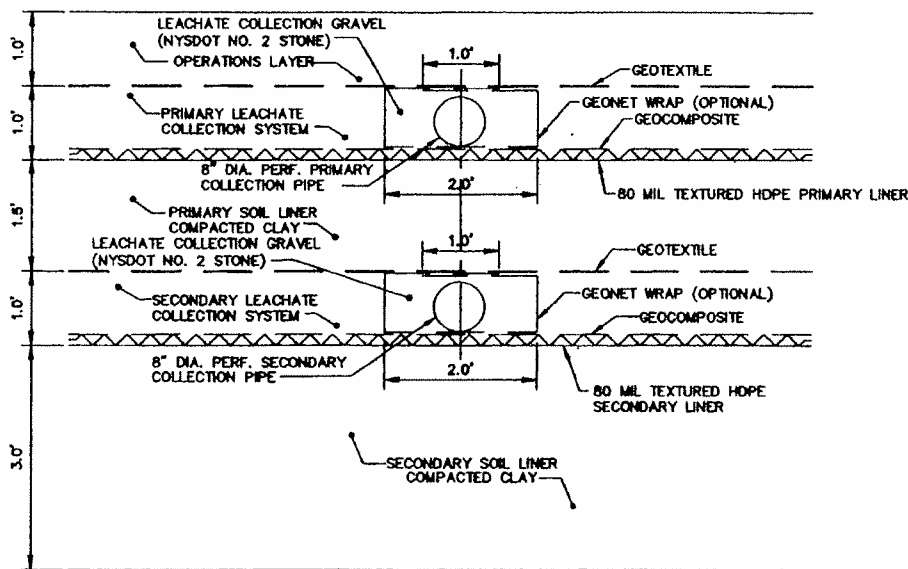 LEACHATE COLLECTION GRAVEL
(NYSDOT NO. 2 STONE)
1.0'
1.0'
OPERATIONS LAYER
GEOTEXTILE
1.0'
PRIMARY LEACHATE
COLLECTION SYSTEM
GEONET WRAP (OPTIONAL)
GEOCOMPOSITE
8" DIA. PERF. PRIMARY
COLLECTION PIPE
2.0'
80 MIL TEXTURED HDPE PRIMARY LINER
1.5'
PRIMARY SOIL LINER
COMPACTED CLAY
LEACHATE COLLECTION GRAVEL
(NYSDOT NO. 2 STONE)
1.0'
GEOTEXTILE
1.0'
SECONDARY LEACHATE
COLLECTION SYSTEM
GEONET WRAP (OPTIONAL)
GEOCOMPOSITE
8" DIA. PERF. SECONDARY
COLLECTION PIPE
2.0'
80 MIL TEXTURED HDPE
SECONDARY LINER
3.0'
SECONDARY SOIL LINER
COMPACTED CLAY